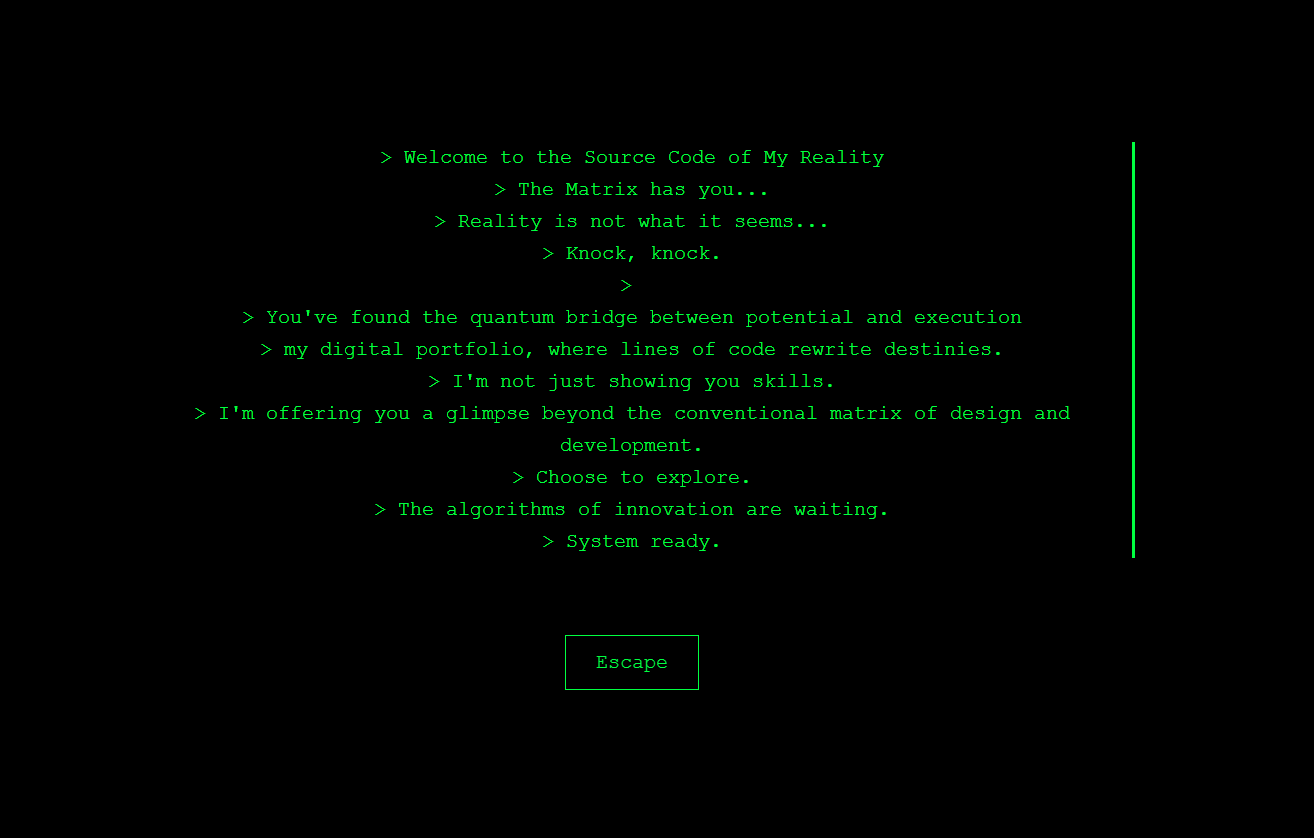 > Welcome to the Source Code of My Reality
> The Matrix has you...
> Reality is not what it seems...
> Knock, knock.
>
> You've found the quantum bridge between potential and execution
> my digital portfolio, where lines of code rewrite destinies.
> I'm not just showing you skills.
> I'm offering you a glimpse beyond the conventional matrix of design and
development.
> Choose to explore.
> The algorithms of innovation are waiting.
> System ready.
Escape